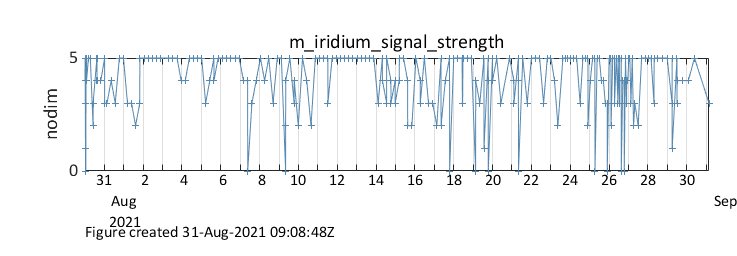 m_iridium_signal_strength
5
nodim
0
31 2 4 6 8 10 12 14 16 18 20 22 24 26 28 30
Aug Sep
2021
Figure created 31-Aug-2021 09:08:48Z